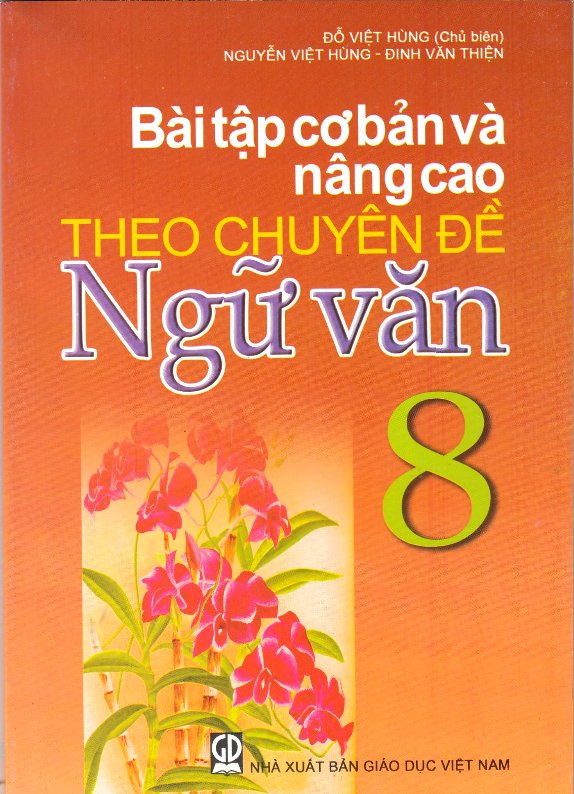 ĐỖ VIỆT HÙNG (Chủ biên)
NGUYỄN VIỆT HÙNG - ĐINH VĂN THIỆN
Bài tập cơ bản và
nâng cao
THEO CHUYÊN ĐỀ
Ngữ văn
8
GD
NHÀ XUẤT BẢN GIÁO DỤC VIỆT NAM